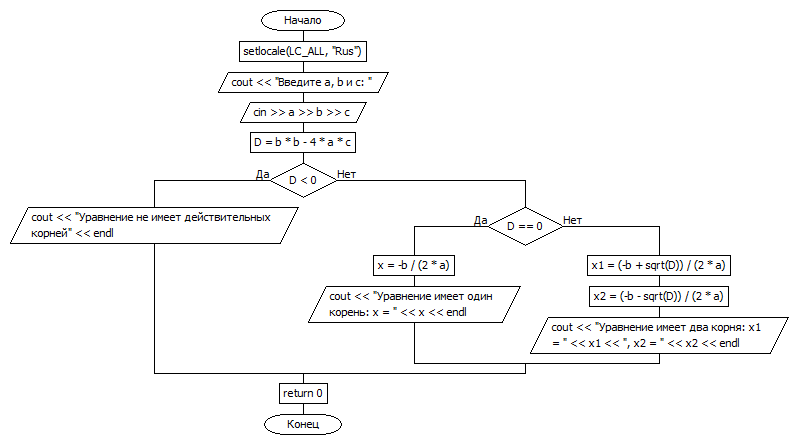 Начало
setlocale(LC_ALL, "Rus")
cout << "Введите a, b и c: "
cin >> a >> b >> c
D = b * b - 4 * a * c
Да
D < 0
Нет
cout << "Уравнение не имеет действительных
корней" << endl
Да
D == 0
Нет
x = -b / (2 * a)
cout << "Уравнение имеет один
корень: x = " << x << endl
x1 = (-b + sqrt(D)) / (2 * a)
x2 = (-b - sqrt(D)) / (2 * a)
cout << "Уравнение имеет два корня: x1
= " << x1 << ", x2 = " << x2 << endl
return 0
Конец